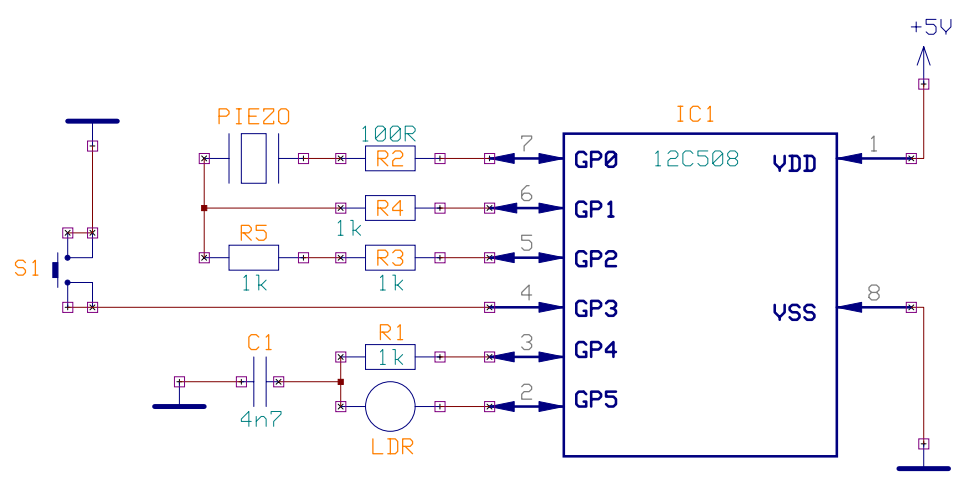 +5V
PIEZO
IC1
100R
R2
7
GP0
12C508
VDD
1
6
R4
GP1
1k
R5
5
R3
GP2
S1
1k
1k
4
GP3
8
VSS
C1
R1
3
1k
GP4
4n7
2
GP5
LDR